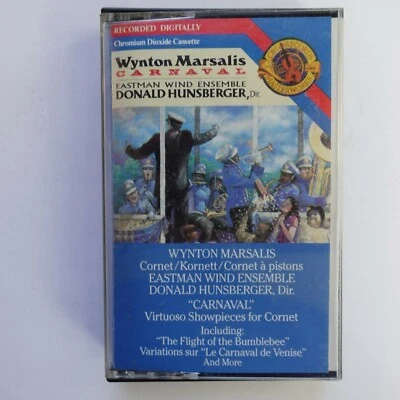 RECORDED DIGITALLY
Chromium Dioxide Cassette
Wynton Marsalis
CARNAVAL
EASTMAN WIND ENSEMBLE
DONALD HUNSBERGER, Dir.
WYNTON MARSALIS
Cornet/Kornett/Cornet à pistons
EASTMAN WIND ENSEMBLE
DONALD HUNSBERGER, Dir.
"CARNAVAL"
Virtuoso Showpieces for Cornet
Including:
"The Flight of the Bumblebee"
Variations sur "Le Carnaval de Venise"
And More